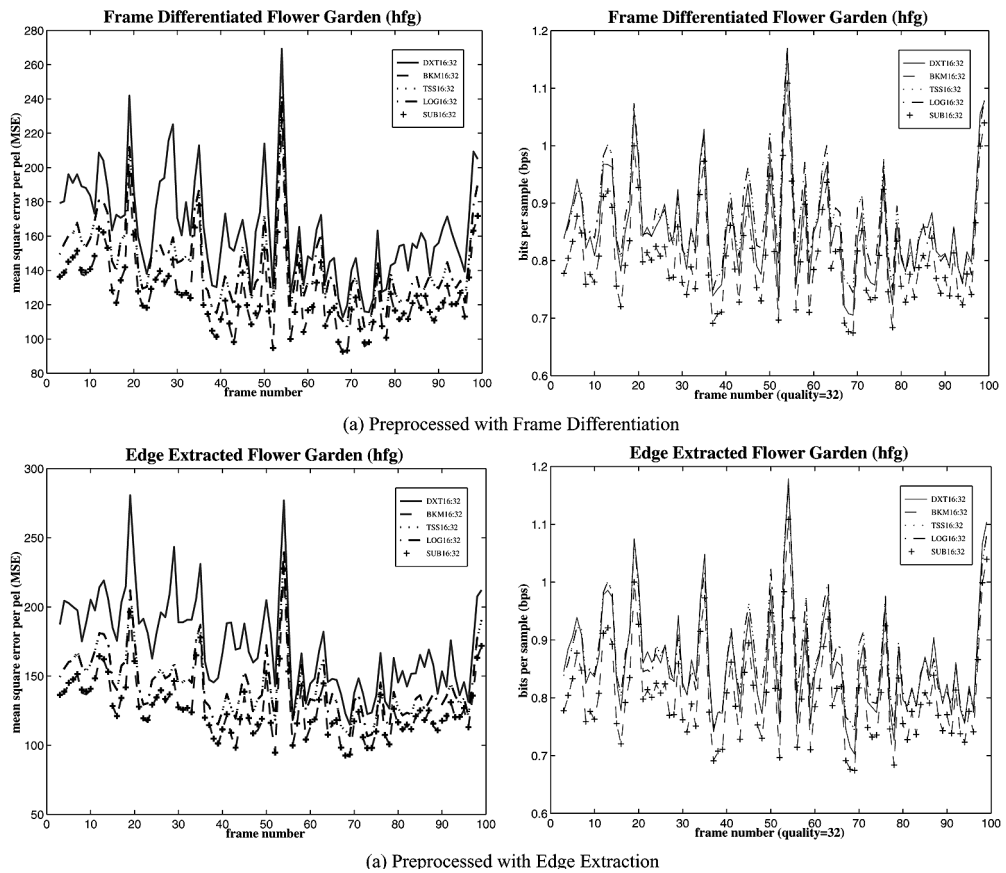 Frame Differentiated Flower Garden (hfg)
280
260
240
220
200
180
160
140
120
100
80
mean square error per pel (MSE)
DXT16:32
BKM16:32
TSS16:32
LOG16:32
SUB16:32
0 10 20 30 40 50 60 70 80 90 100
frame number
Frame Differentiated Flower Garden (hfg)
1.2
1.1
1
0.9
0.8
0.7
0.6
bits per sample (bps)
DXT16:32
BKM16:32
TSS16:32
LOG16:32
SUB16:32
0 10 20 30 40 50 60 70 80 90 100
frame number (quality=32)
(a) Preprocessed with Frame Differentiation
Edge Extracted Flower Garden (hfg)
300
250
200
150
100
50
mean square error per pel (MSE)
DXT16:32
BKM16:32
TSS16:32
LOG16:32
SUB16:32
0 10 20 30 40 50 60 70 80 90 100
frame number
Edge Extracted Flower Garden (hfg)
1.2
1.1
1
0.9
0.8
0.7
0.6
bits per sample (bps)
DXT16:32
BKM16:32
TSS16:32
LOG16:32
SUB16:32
0 10 20 30 40 50 60 70 80 90 100
frame number (quality=32)
(a) Preprocessed with Edge Extraction